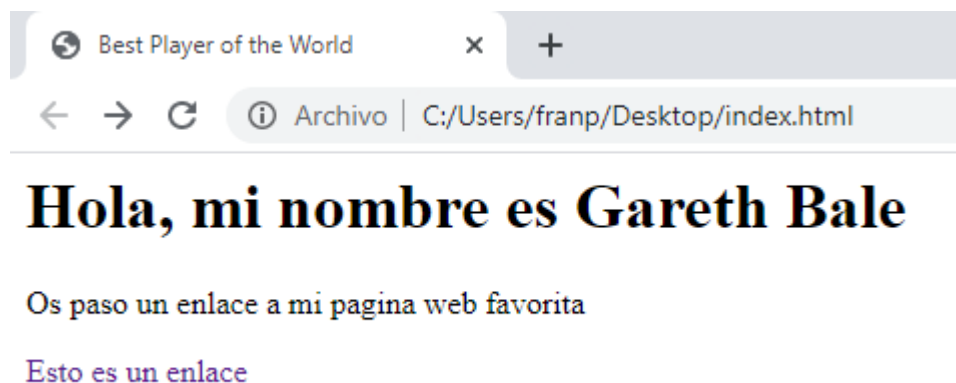 Best Player of the World
Archivo | C:/Users/franp/Desktop/index.html
Hola, mi nombre es Gareth Bale
Os paso un enlace a mi pagina web favorita
Esto es un enlace